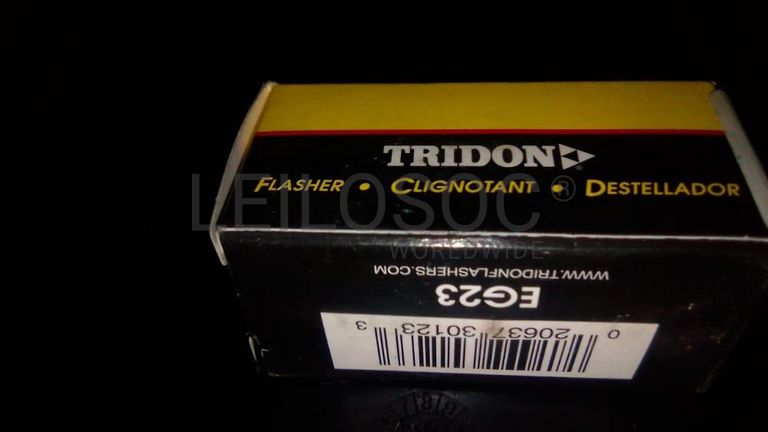 TRIDON
FLASHER • CLIGNOTANT • DESTELLADOR
LEILOSOC ®
WORLDWIDE
WWW.TRIDONFLASHERS.COM
EG23
0 20637 30123 3